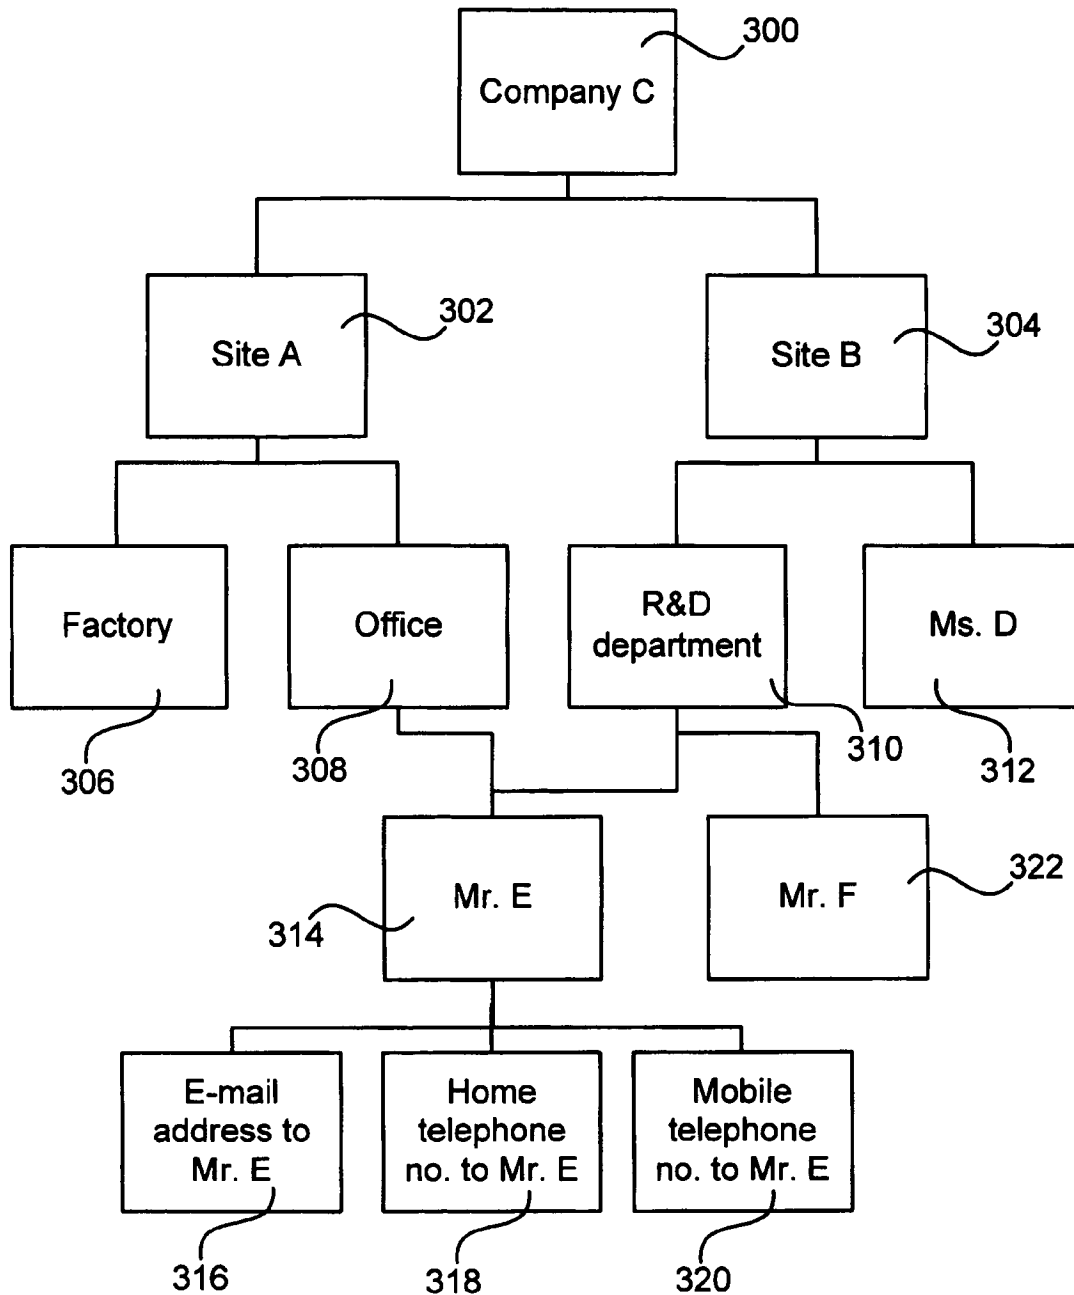 300
Company C
302
304
Site A
Site B
Factory
Office
R&D
department
Ms. D
306
308
310
312
Mr. E
Mr. F
322
314
E-mail
address to
Mr. E
Home
telephone
no. to Mr. E
Mobile
telephone
no. to Mr. E
316
318
320